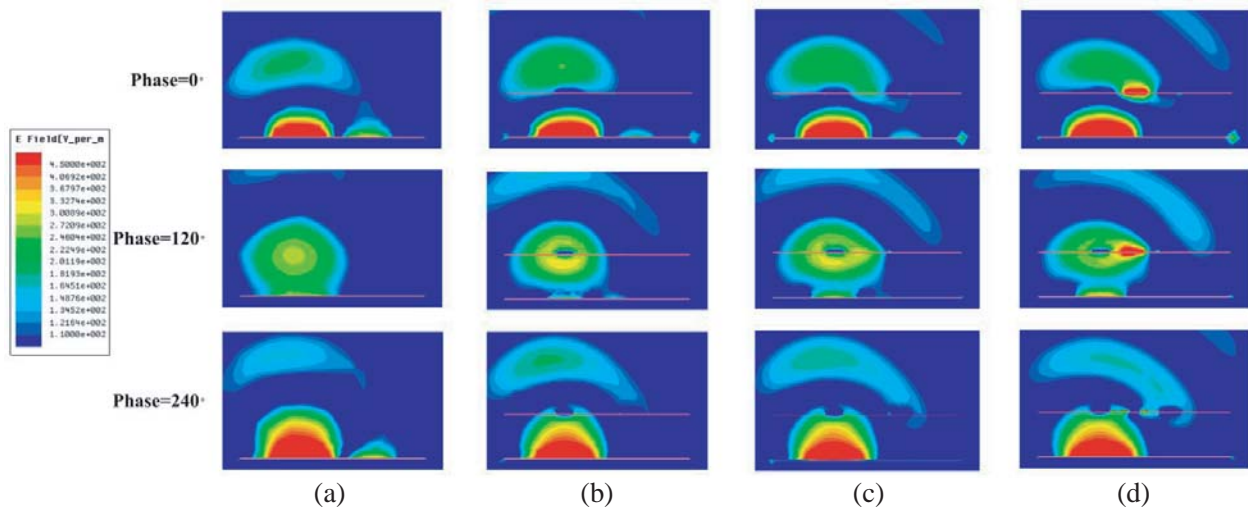 Phase=0°
E Field[V_per_m
4.5000e+002
4.0692e+002
3.6797e+002
3.3274e+002
3.0089e+002
2.7209e+002
2.4604e+002
2.2249e+002
2.0119e+002
1.8193e+002
1.6451e+002
1.4876e+002
1.3452e+002
1.2164e+002
1.1000e+002
Phase=120°
Phase=240°
(a) (b) (c) (d)